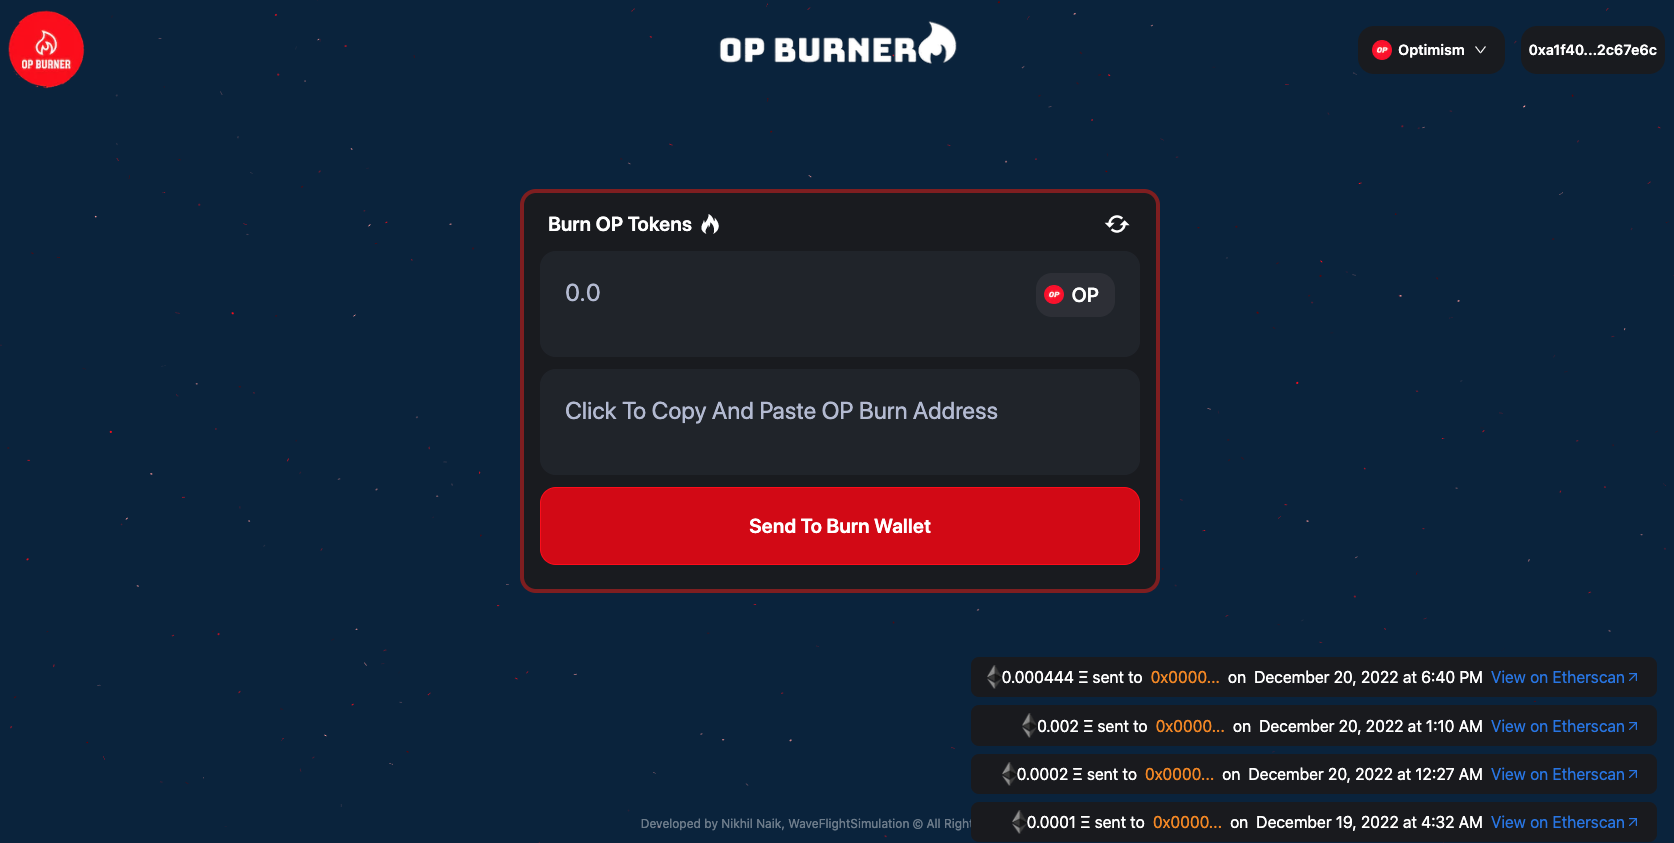 OP BURNER
OP BURNER
OP Optimism
0xa1f40...2c67e6c
Burn OP Tokens
0.0
OP OP
Click To Copy And Paste OP Burn Address
Send To Burn Wallet
0.000444 Ξ sent to 0x0000... on December 20, 2022 at 6:40 PM View on Etherscan
0.002 Ξ sent to 0x0000... on December 20, 2022 at 1:10 AM View on Etherscan
0.0002 Ξ sent to 0x0000... on December 20, 2022 at 12:27 AM View on Etherscan
0.0001 Ξ sent to 0x0000... on December 19, 2022 at 4:32 AM View on Etherscan
Developed by Nikhil Naik, WaveFlightSimulation © All Right